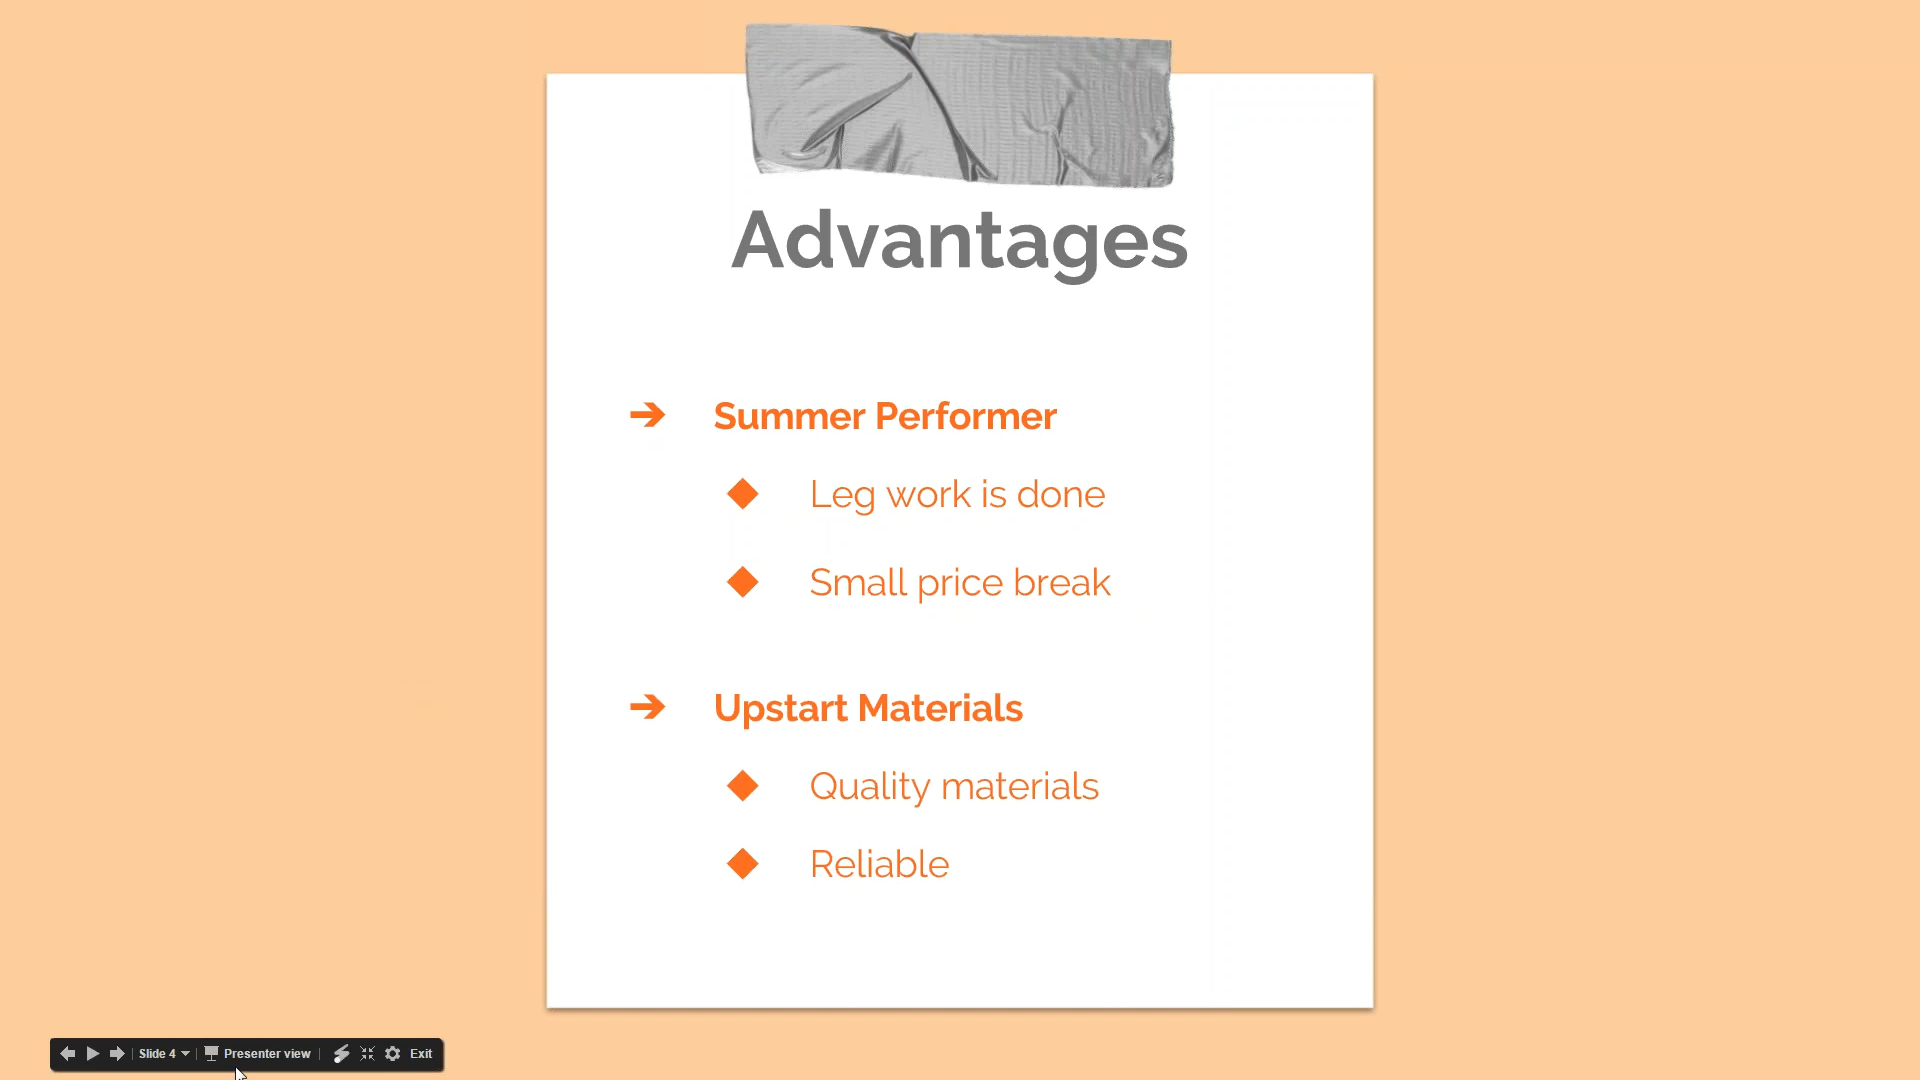 Advantages
➔ Summer Performer
◆ Leg work is done
◆ Small price break
➔ Upstart Materials
◆ Quality materials
◆ Reliable
Slide 4 Presenter view Exit